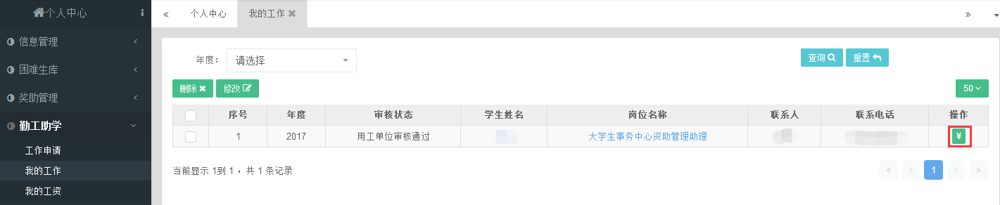 个人中心
信息管理
困难生库
奖助管理
勤工助学
工作申请
我的工作
我的工资
个人中心 我的工作
年度： 请选择 查询 重置
删除 修改 50
序号 年度 审核状态 学生姓名 岗位名称 联系人 联系电话 操作
1 2017 用工单位审核通过 大学生事务中心资助管理助理 ¥
当前显示 1到 1 ，共 1 条记录 « ‹ 1 › »